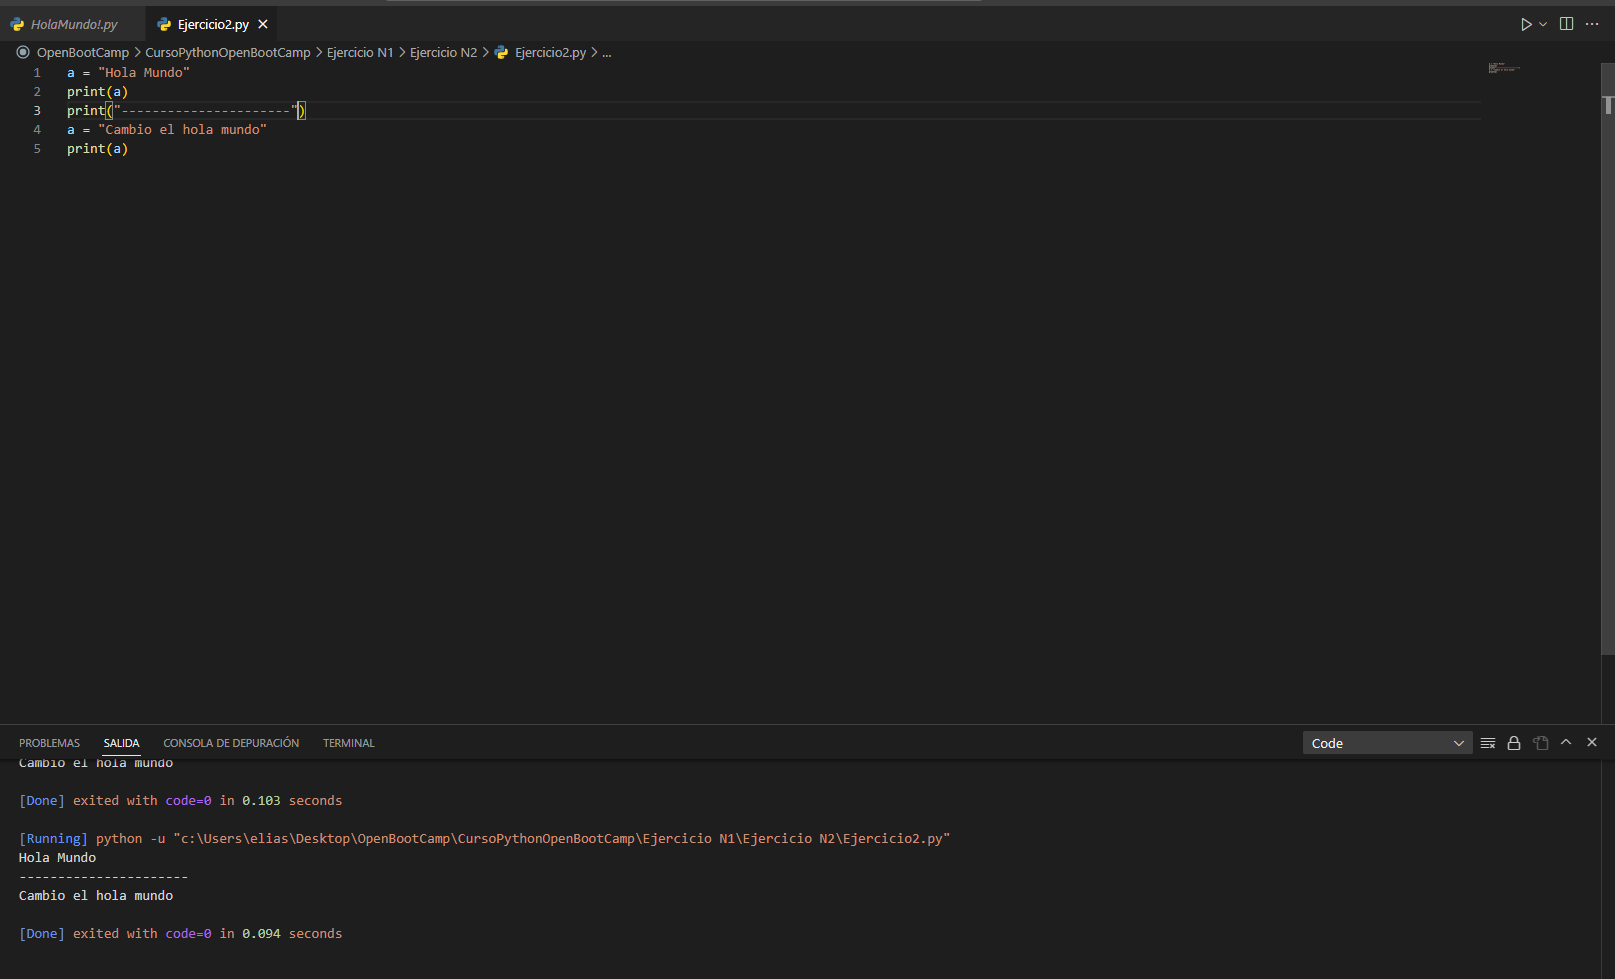 HolaMundo!.py Ejercicio2.py
OpenBootCamp > CursoPythonOpenBootCamp > Ejercicio N1 > Ejercicio N2 > Ejercicio2.py > ...
1 a = "Hola Mundo"
2 print(a)
3 print("----------------------")
4 a = "Cambio el hola mundo"
5 print(a)
PROBLEMAS SALIDA CONSOLA DE DEPURACIÓN TERMINAL Code
Cambio el hola mundo
[Done] exited with code=0 in 0.103 seconds
[Running] python -u "c:\Users\elias\Desktop\OpenBootCamp\CursoPythonOpenBootCamp\Ejercicio N1\Ejercicio N2\Ejercicio2.py"
Hola Mundo
----------------------
Cambio el hola mundo
[Done] exited with code=0 in 0.094 seconds